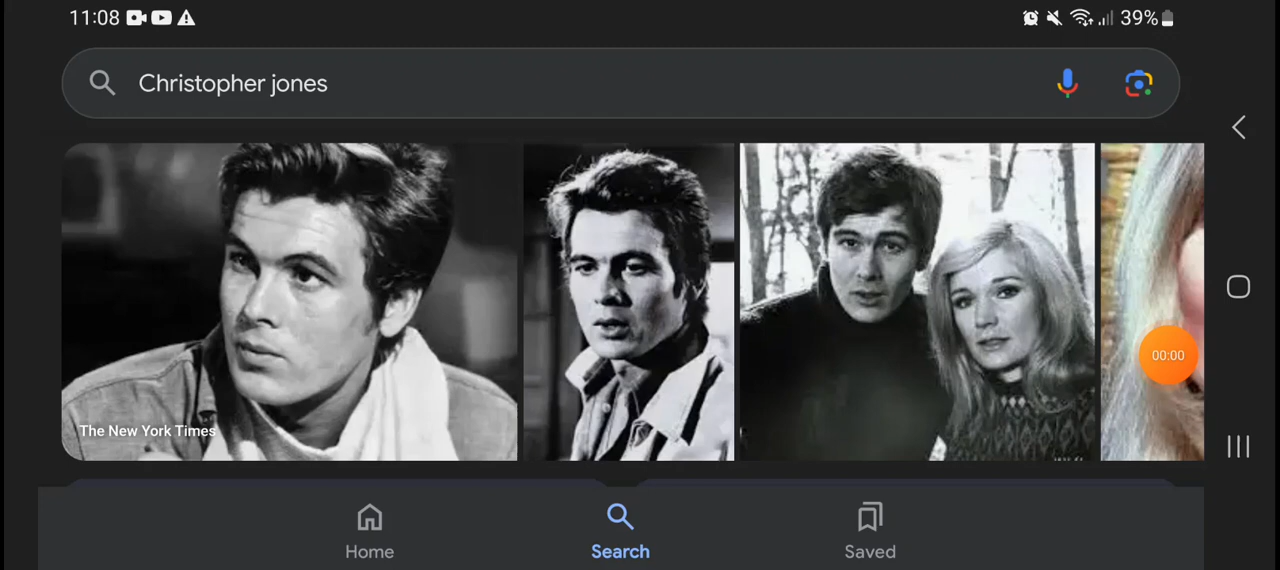 11:08
39%
Christopher jones
The New York Times
00:00
Home
Search
Saved